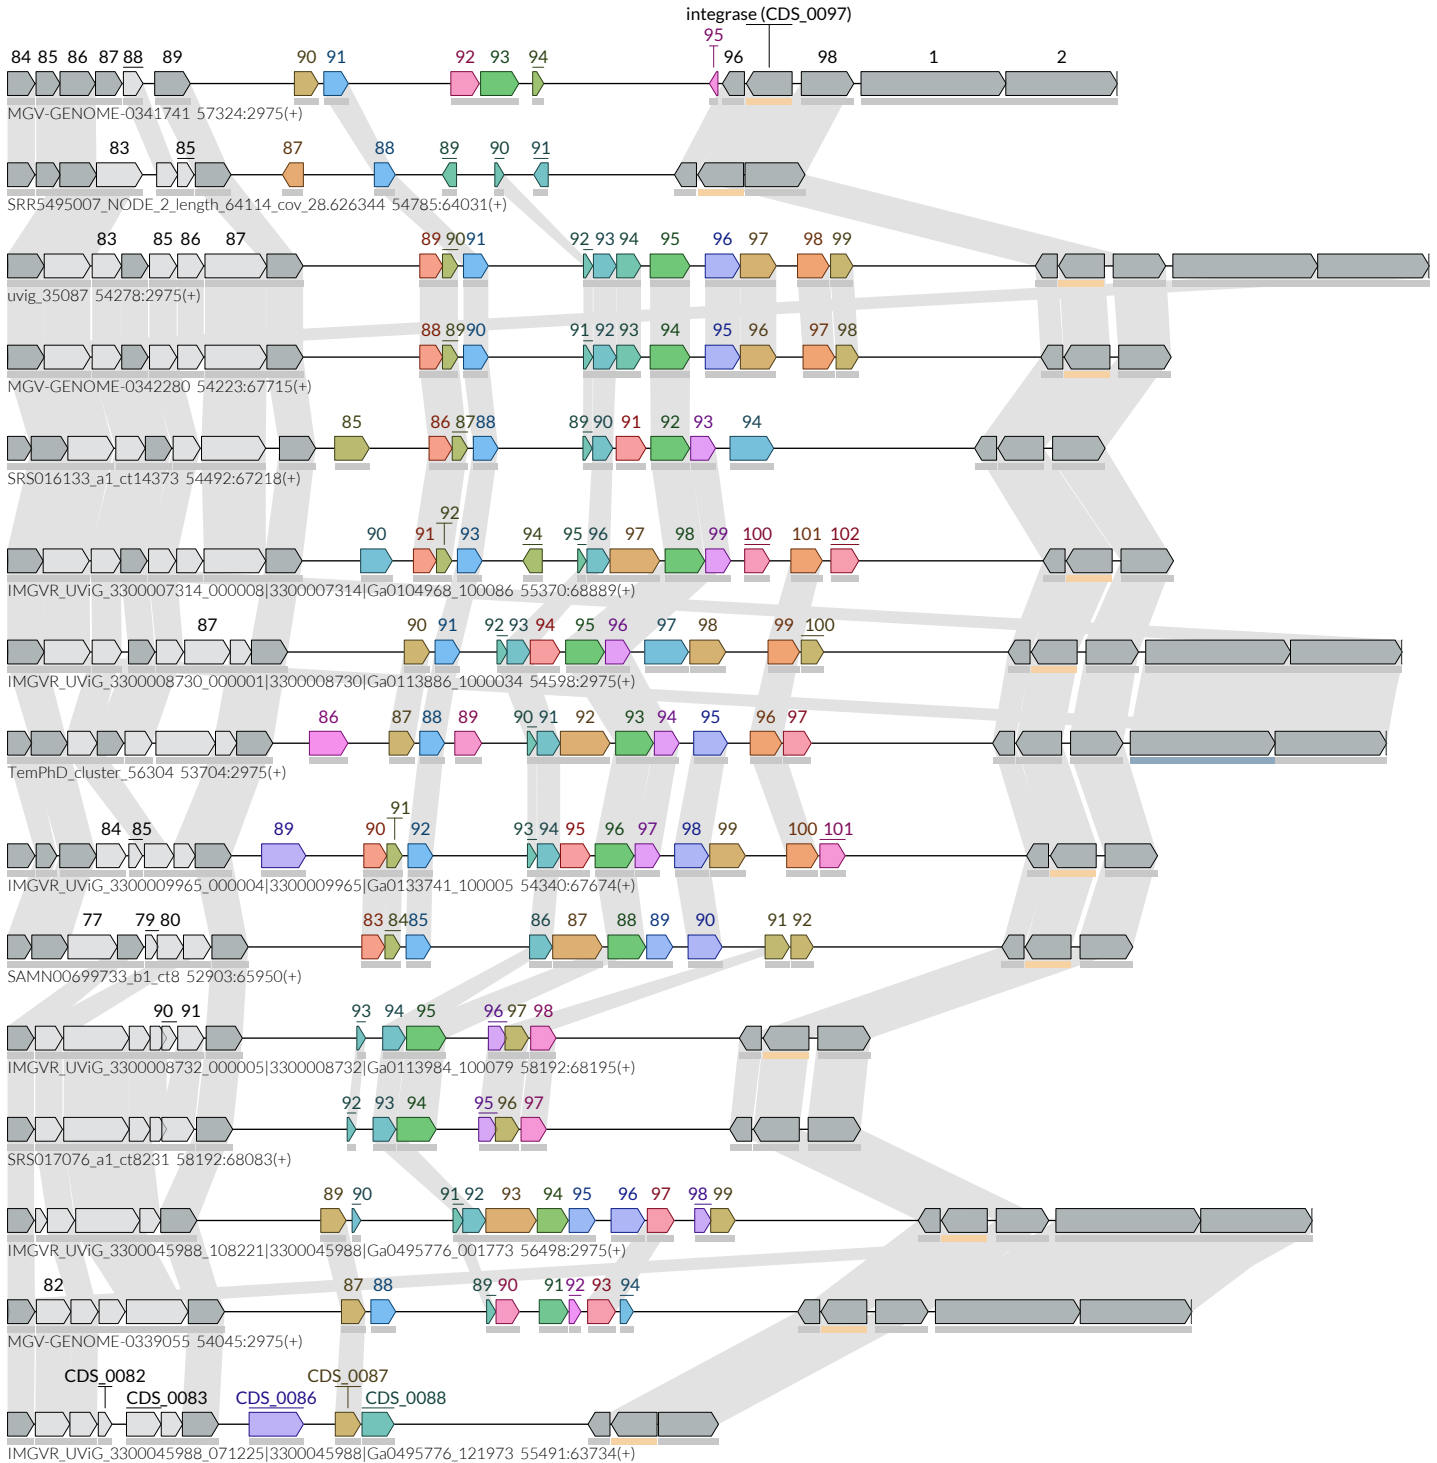 integrase (CDS_0097)
95
84 85 86 87 88 89 90 91 92 93 94 96 98 1 2
MGV-GENOME-0341741 57324:2975(+)
83 85 87 88 89 90 91
SRR5495007_NODE_2_length_64114_cov_28.626344 54785:64031(+)
83 85 86 87 89 90 91 92 93 94 95 96 97 98 99
uvig_35087 54278:2975(+)
88 89 90 91 92 93 94 95 96 97 98
MGV-GENOME-0342280 54223:67715(+)
85 86 87 88 89 90 91 92 93 94
SRS016133_a1_ct14373 54492:67218(+)
92
90 91 93 94 95 96 97 98 99 100 101 102
IMGVR_UViG_3300007314_000008|3300007314|Ga0104968_100086 55370:68889(+)
87 90 91 92 93 94 95 96 97 98 99 100
IMGVR_UViG_3300008730_000001|3300008730|Ga0113886_1000034 54598:2975(+)
86 87 88 89 90 91 92 93 94 95 96 97
TemPhD_cluster_56304 53704:2975(+)
91
84 85 89 90 92 93 94 95 96 97 98 99 100 101
IMGVR_UViG_3300009965_000004|3300009965|Ga0133741_100005 54340:67674(+)
77 79 80 83 84 85 86 87 88 89 90 91 92
SAMN00699733_b1_ct8 52903:65950(+)
90 91 93 94 95 96 97 98
IMGVR_UViG_3300008732_000005|3300008732|Ga0113984_100079 58192:68195(+)
92 93 94 95 96 97
SRS017076_a1_ct8231 58192:68083(+)
89 90 91 92 93 94 95 96 97 98 99
IMGVR_UViG_3300045988_108221|3300045988|Ga0495776_001773 56498:2975(+)
82 87 88 89 90 91 92 93 94
MGV-GENOME-0339055 54045:2975(+)
CDS_0082 CDS_0087
CDS_0083 CDS_0086 CDS_0088
IMGVR_UViG_3300045988_071225|3300045988|Ga0495776_121973 55491:63734(+)